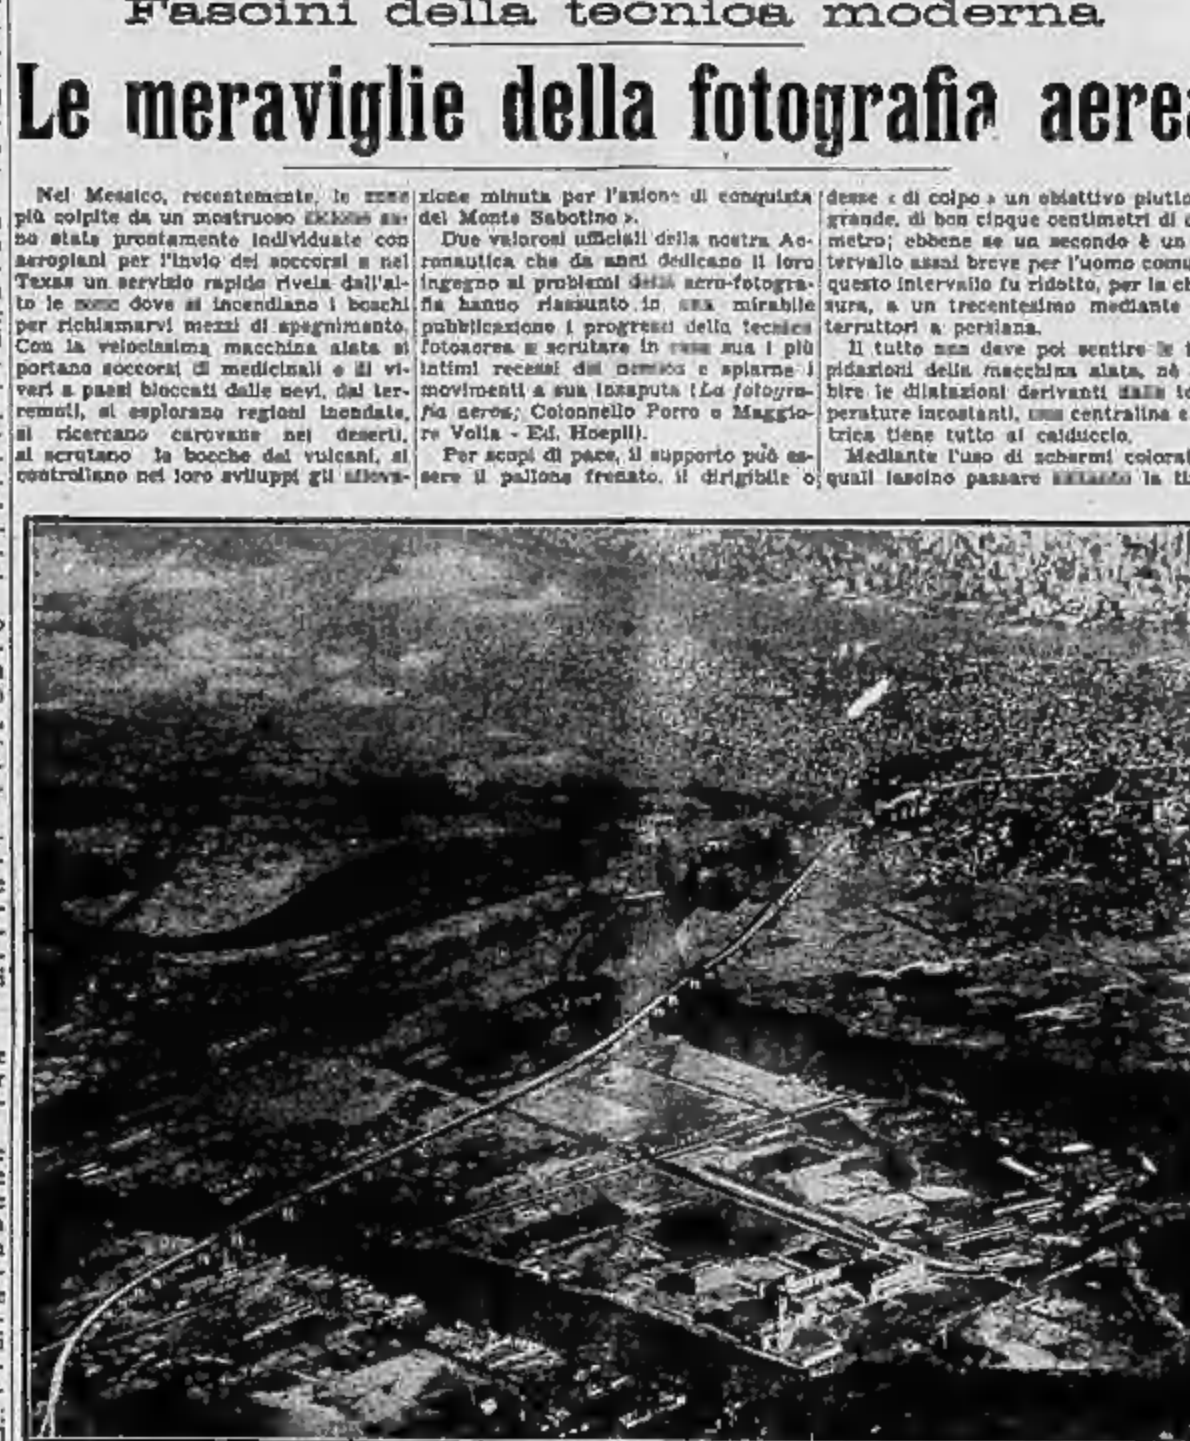 Fascini della tecnica moderna
Le meraviglie della fotografia aerea
Nel Messico, recentemente, le zone
più colpite da un mostruoso
no state prontamente individuate con
aeroplani per l'invio dei soccorsi e nel
Texas un servizio rapido rivela dall'al-
to le zone dove si incendiano i boschi
per richiamarvi mezzi di spegnimento.
Con la velocissima macchina alata si
portano soccorsi di medicinali e di vi-
veri a paesi bloccati dalle nevi, dai ter-
remoti, si esplorano regioni inondate,
si ricercano carovane nei deserti,
si scrutano le bocche dei vulcani, si
controllano nei loro sviluppi gli alleva-
zione minuta per l'azione di conquista
del Monte Sabotino ».
Due valorosi ufficiali della nostra Ae-
ronautica che da anni dedicano il loro
ingegno ai problemi della aero-fotogra-
fia hanno riassunto in una mirabile
pubblicazione i progressi della tecnica
fotoaerea a scrutare in casa sua i più
intimi recessi del nemico e spiarne i
movimenti a sua insaputa (La fotogra-
fia aerea; Colonnello Porro e Maggio-
re Volla - Ed. Hoepli).
Per scopi di pace, il supporto può es-
sere il pallone frenato, il dirigibile o
desse « di colpo » un obiettivo piutto
grande, di ben cinque centimetri di
metro; ebbene se un secondo è un
tervallo assai breve per l'uomo comu
questo intervallo fu ridotto, per la
sura, a un trecentesimo mediante
terruttori a persiana.
Il tutto non deve poi sentire le
pidazioni della macchina alata, nè
bire le dilatazioni derivanti dalle
perature incostanti, una centralina
trica tiene tutto al calduccio.
Mediante l'uso di schermi colorat
quali lascino passare soltanto la